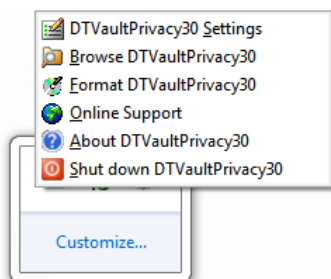 DTVaultPrivacy30 Settings
Browse DTVaultPrivacy30
Format DTVaultPrivacy30
Online Support
About DTVaultPrivacy30
Shut down DTVaultPrivacy30
Customize...